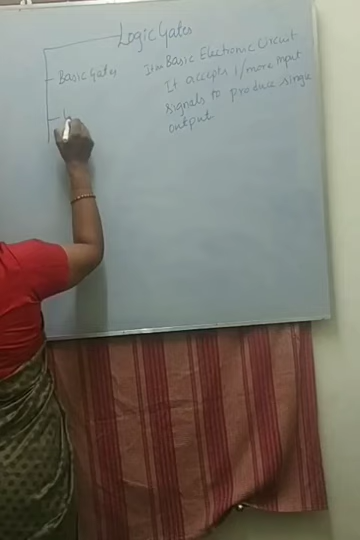 Logic Gates
Basic Gates
It is Basic Electronic Circuit
It accepts 1/more input
signals to produce single
output.